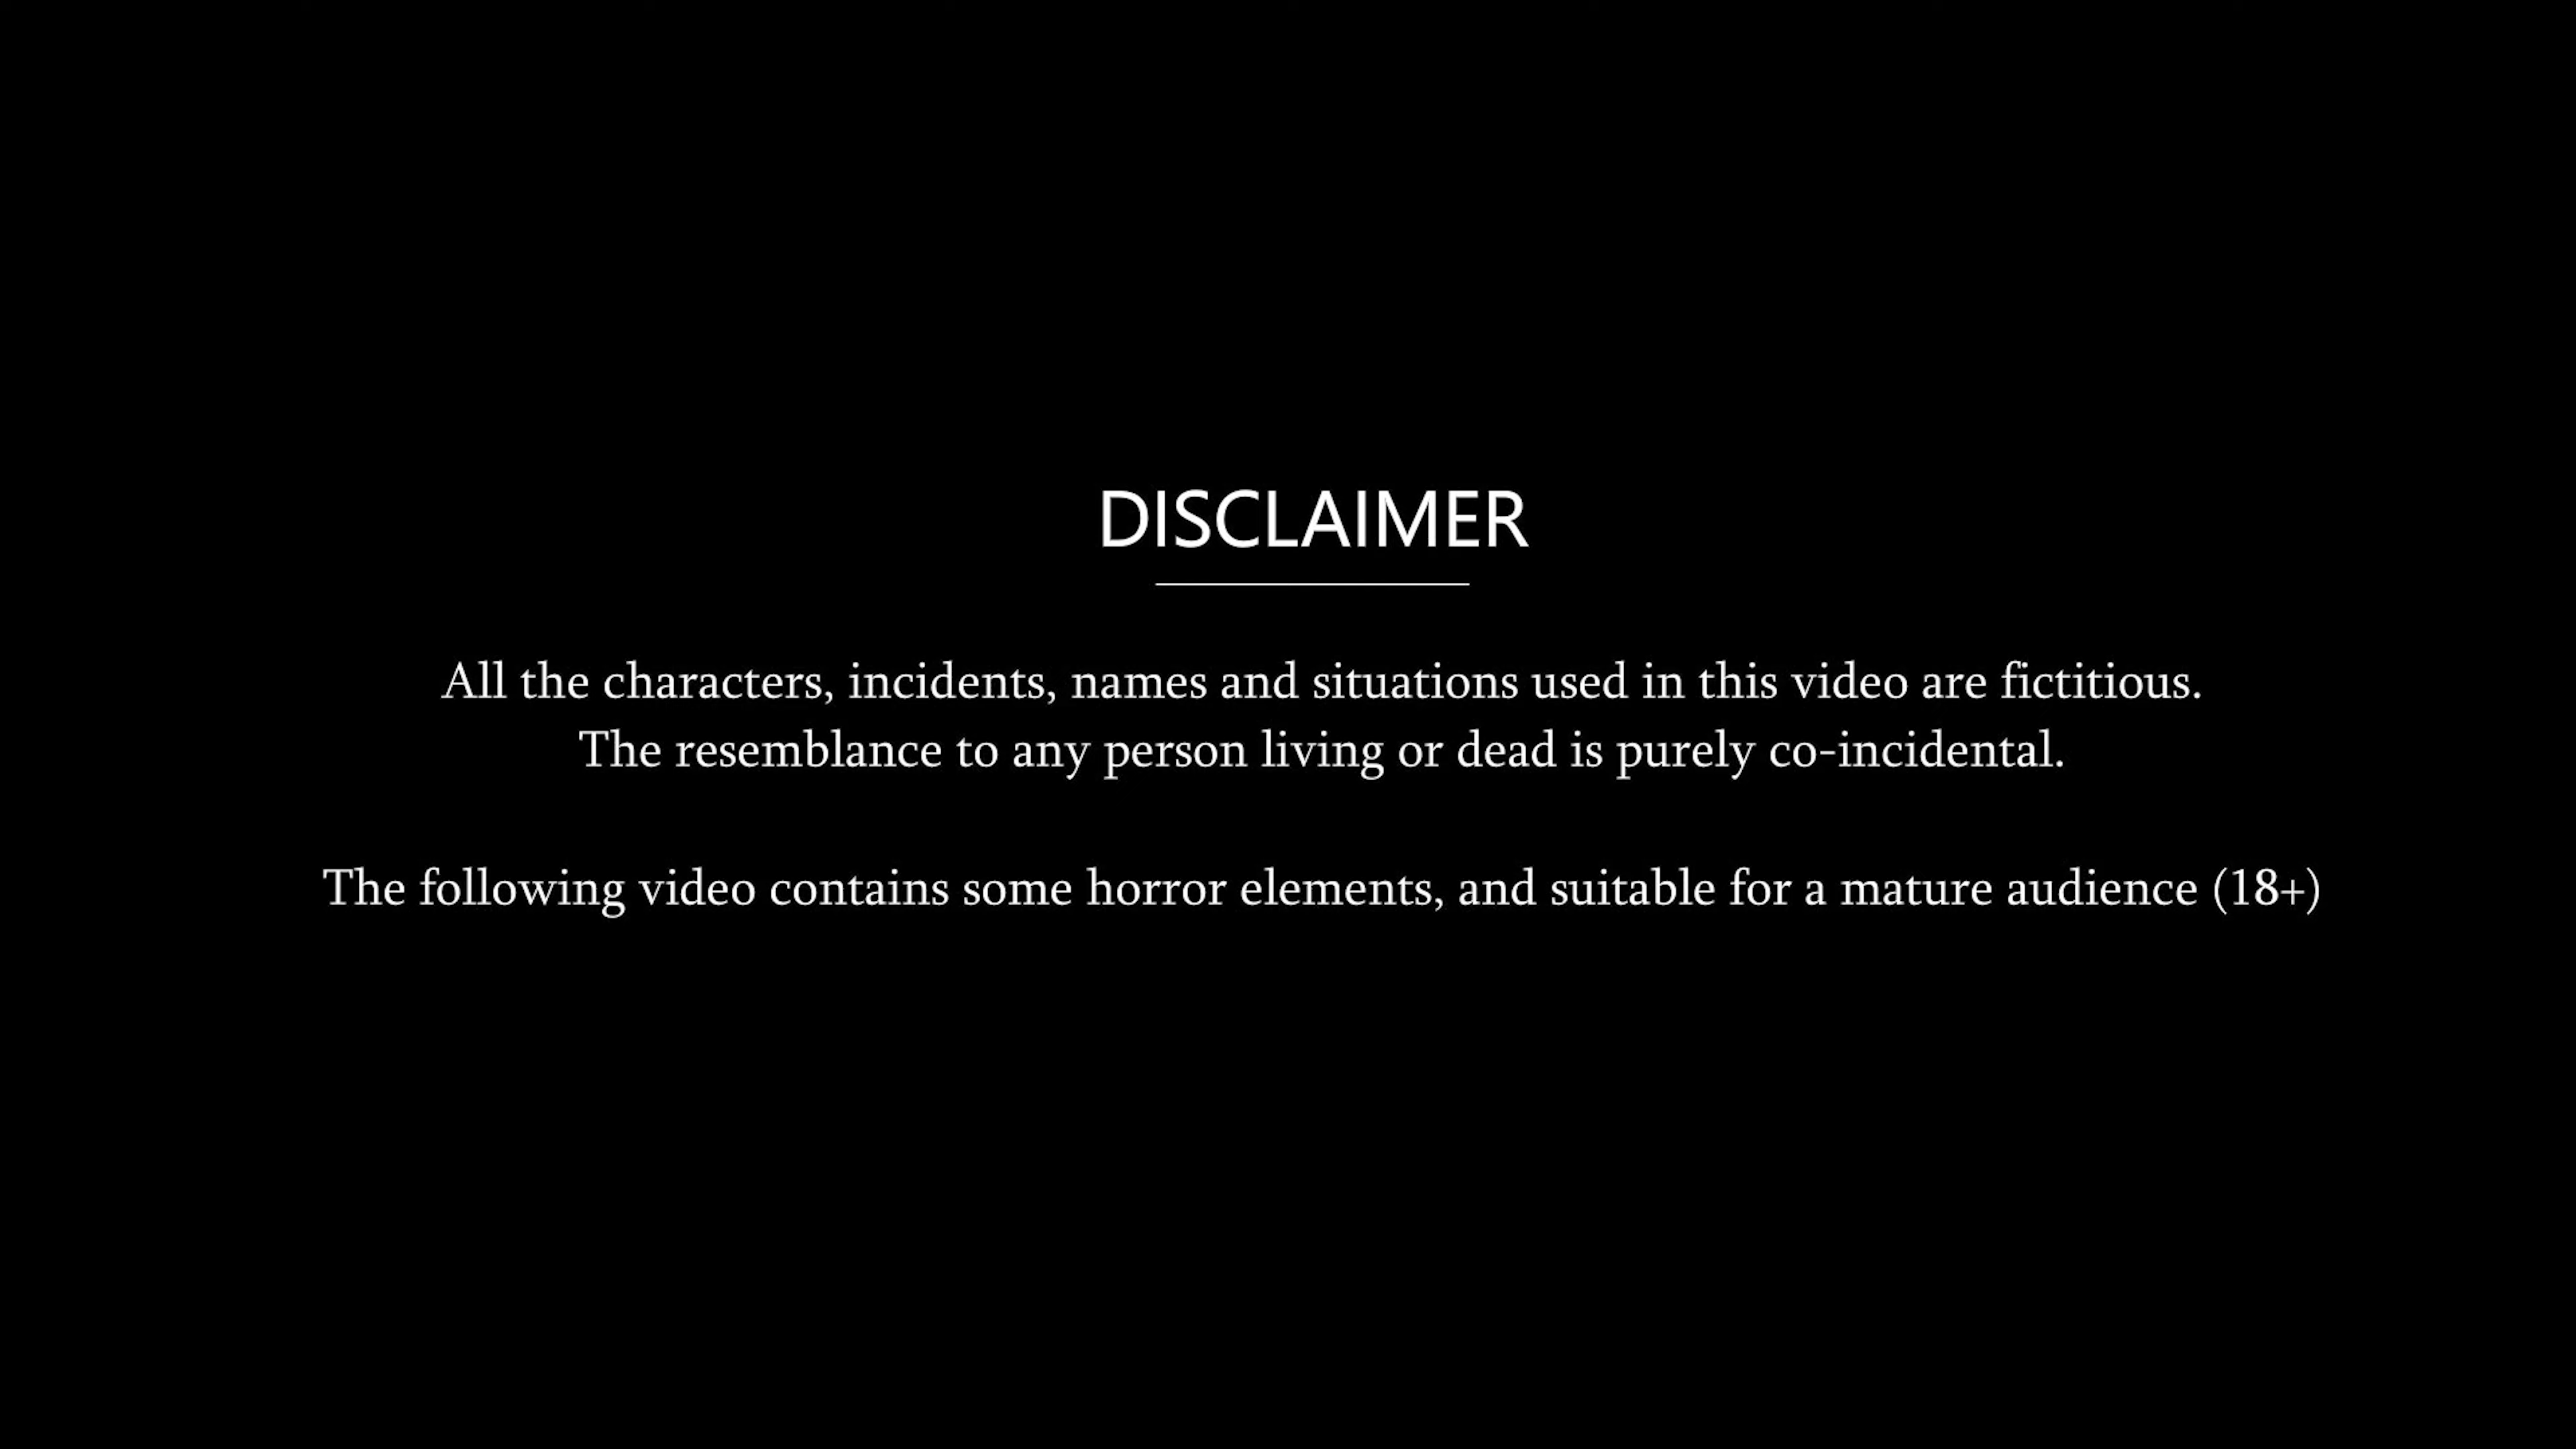 DISCLAIMER
All the characters, incidents, names and situations used in this video are fictitious.
The resemblance to any person living or dead is purely co-incidental.
The following video contains some horror elements, and suitable for a mature audience (18+)